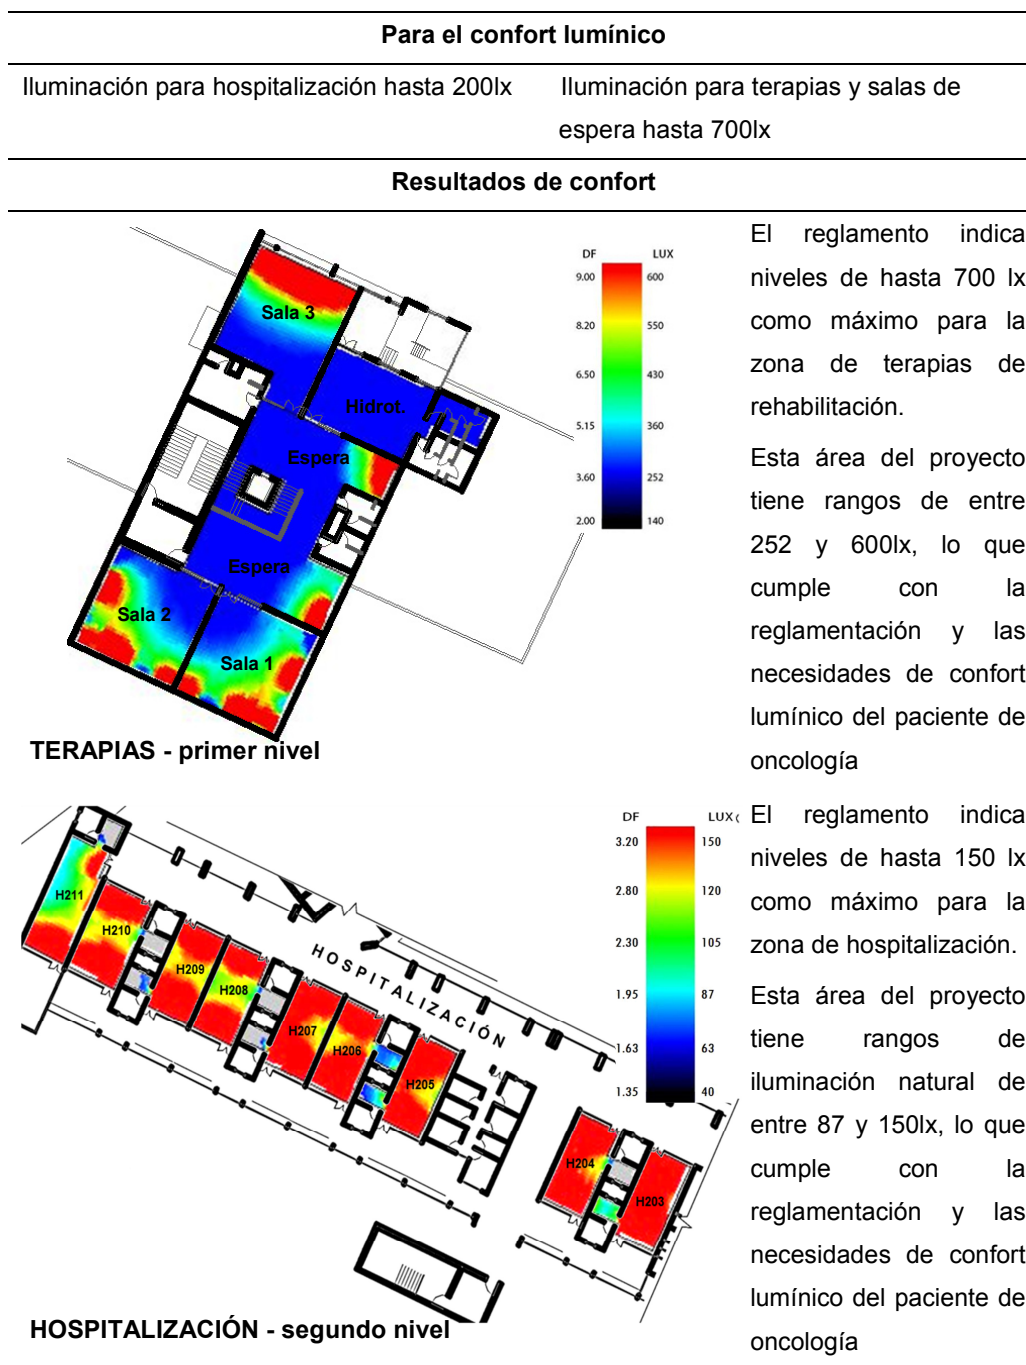 Para el confort lumínico
Iluminación para hospitalización hasta 200lx
Iluminación para terapias y salas de
espera hasta 700lx
Resultados de confort
DF LUX
9.00 600
8.20 550
6.50 430
5.15 360
3.60 252
2.00 140
Sala 3
Hidrot.
Espera
Espera
Sala 2
Sala 1
TERAPIAS - primer nivel
El reglamento indica
niveles de hasta 700 lx
como máximo para la
zona de terapias de
rehabilitación.
Esta área del proyecto
tiene rangos de entre
252 y 600lx, lo que
cumple con la
reglamentación y las
necesidades de confort
lumínico del paciente de
oncología
DF LUX
3.20 150
2.80 120
2.30 105
1.95 87
1.63 63
1.35 40
H211
H210
H209
H208
H207
H206
H205
H204
H203
HOSPITALIZACIÓN
HOSPITALIZACIÓN - segundo nivel
El reglamento indica
niveles de hasta 150 lx
como máximo para la
zona de hospitalización.
Esta área del proyecto
tiene rangos de
iluminación natural de
entre 87 y 150lx, lo que
cumple con la
reglamentación y las
necesidades de confort
lumínico del paciente de
oncología